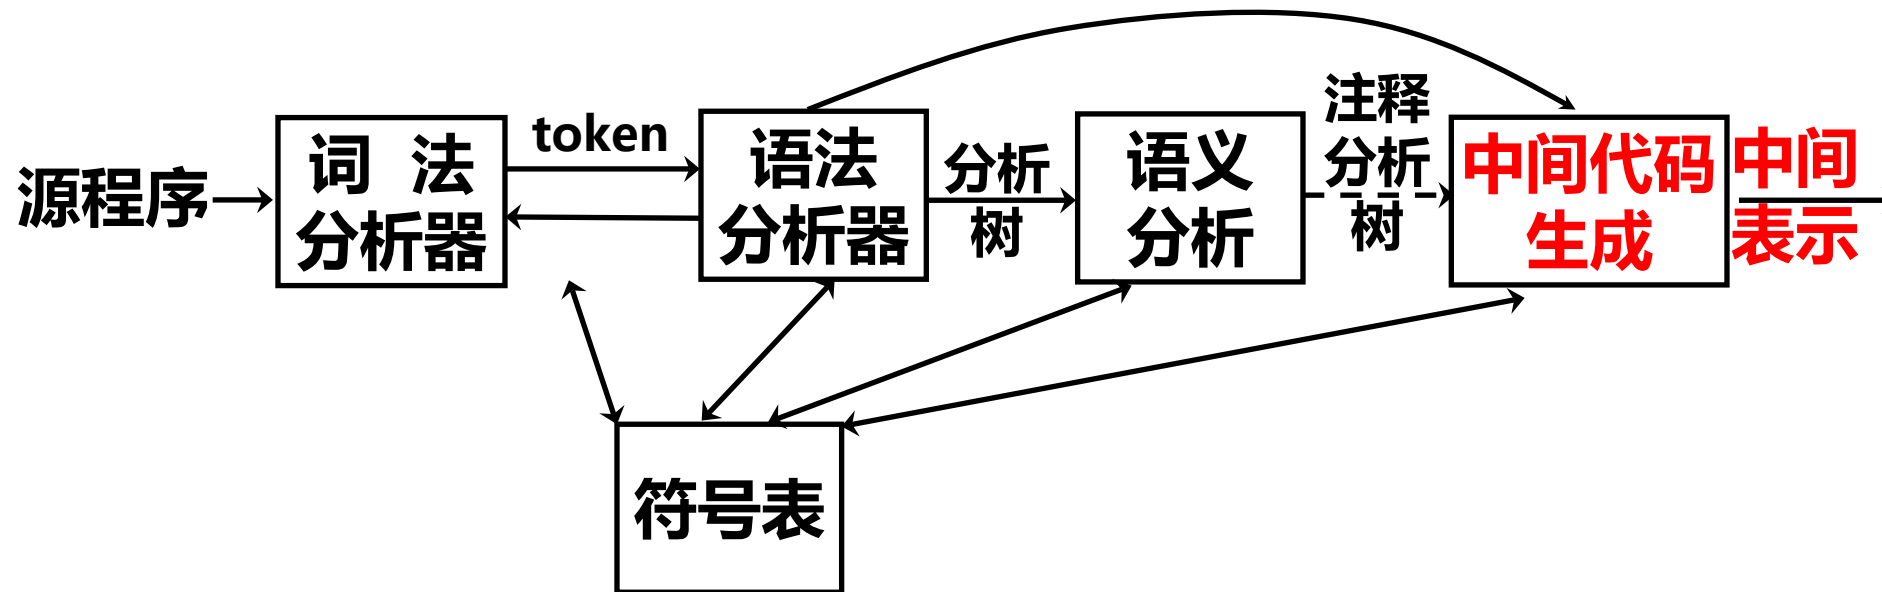 源程序
词 法
分析器
token
语法
分析器
分析
树
语义
分析
注释
分析
树
中间代码
生成
中间
表示
符号表